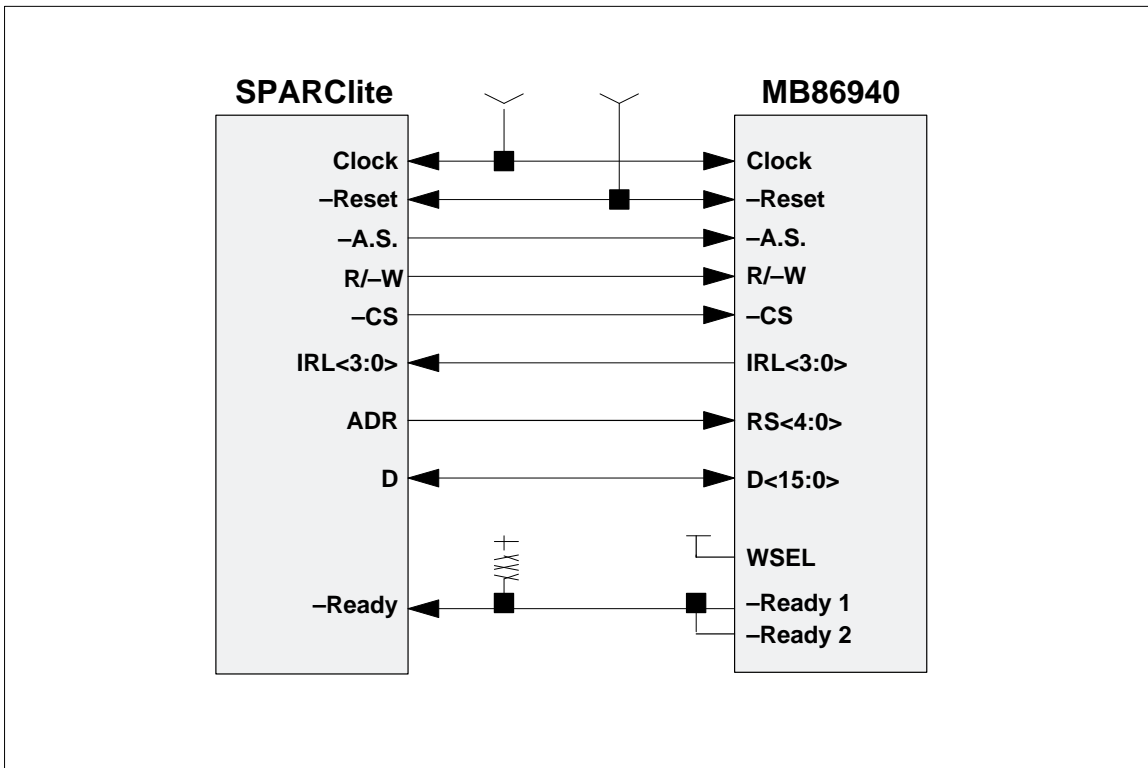 SPARClite
MB86940
Clock
Clock
–Reset
–Reset
–A.S.
–A.S.
R/–W
R/–W
–CS
–CS
IRL<3:0>
IRL<3:0>
ADR
RS<4:0>
D
D<15:0>
WSEL
–Ready
–Ready 1
–Ready 2